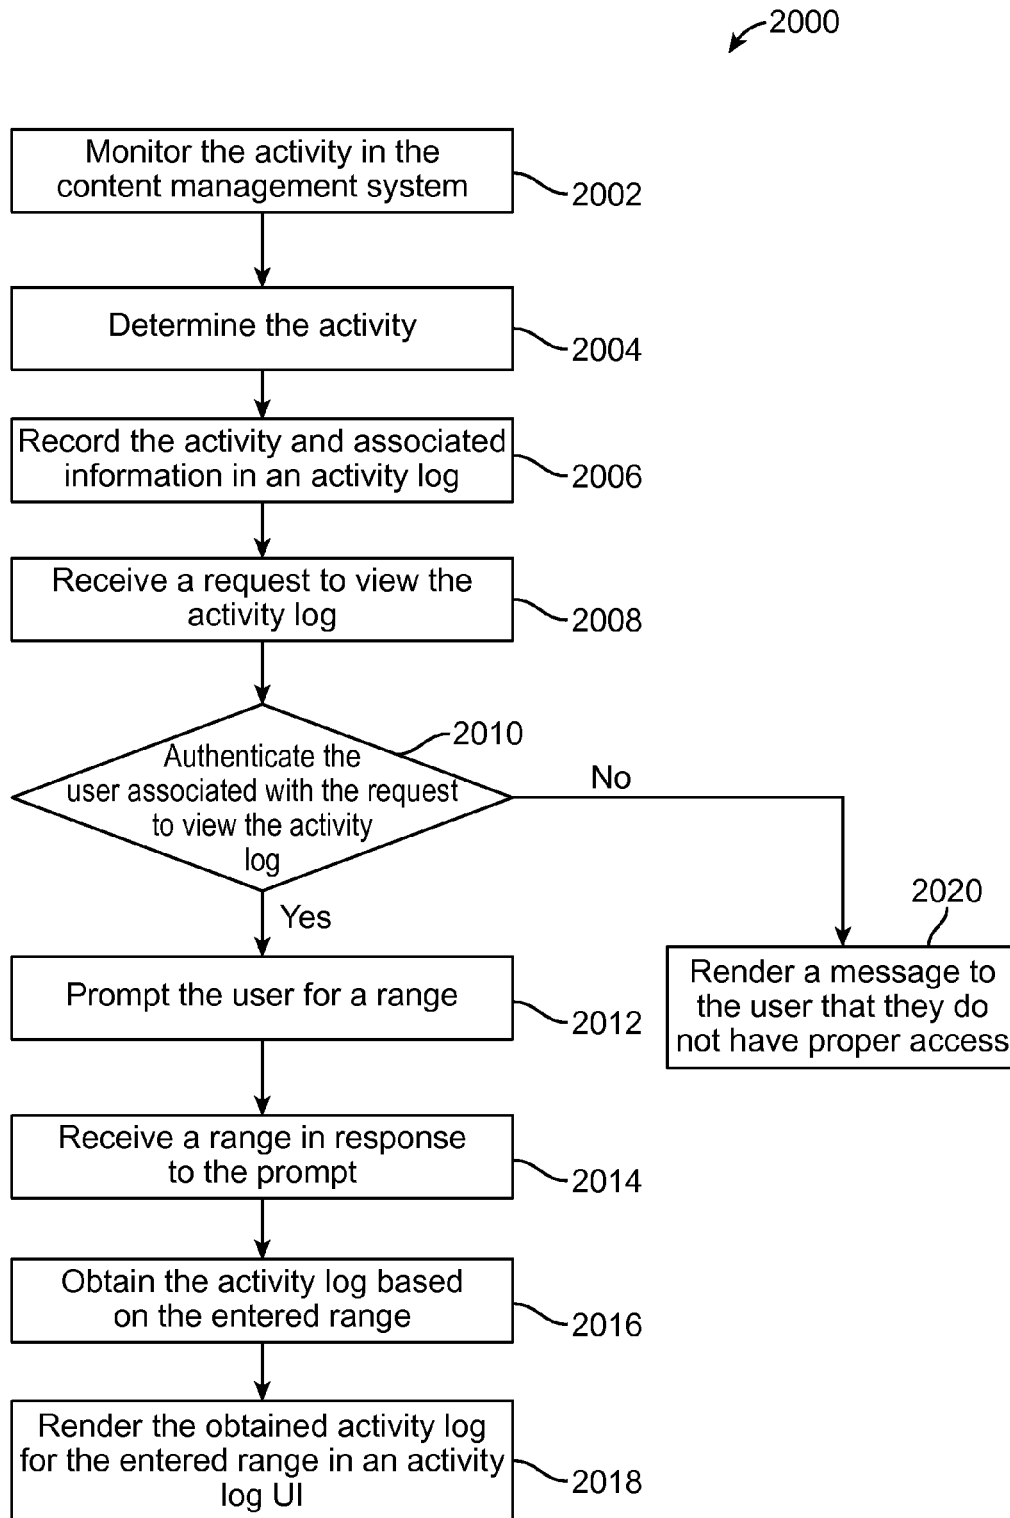 2000
Monitor the activity in the
content management system
2002
Determine the activity
2004
Record the activity and associated
information in an activity log
2006
Receive a request to view the
activity log
2008
2010
Authenticate the
user associated with the request
to view the activity
log
No
Yes
2020
Render a message to
the user that they do
not have proper access
Prompt the user for a range
2012
Receive a range in response
to the prompt
2014
Obtain the activity log based
on the entered range
2016
Render the obtained activity log
for the entered range in an activity
log UI
2018